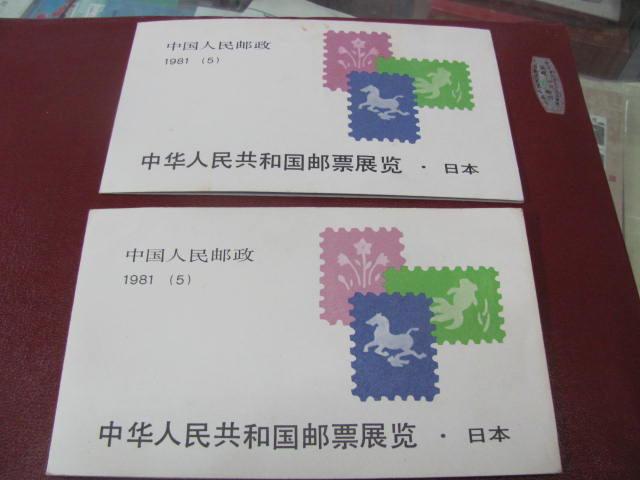 中国人民邮政
1981 (5)
中华人民共和国邮票展览 · 日本
中国人民邮政
1981 (5)
中华人民共和国邮票展览 · 日本